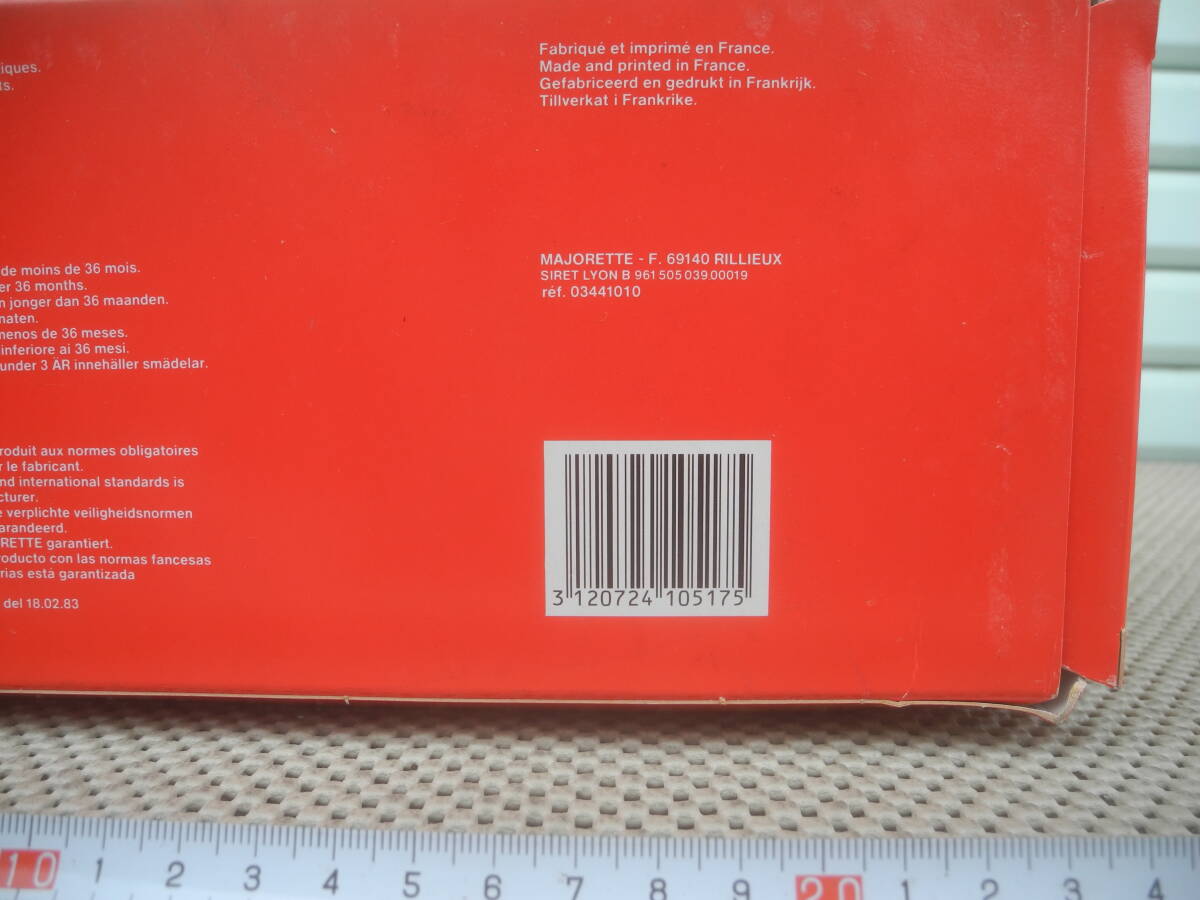 iques.
ts.
Fabriqué et imprimé en France.
Made and printed in France.
Gefabriceerd en gedrukt in Frankrijk.
Tillverkat i Frankrike.
de moins de 36 mois.
er 36 months.
n jonger dan 36 maanden.
naten.
menos de 36 meses.
inferiore ai 36 mesi.
under 3 ÅR innehäller smädelar.
MAJORETTE - F. 69140 RILLIEUX
SIRET LYON B 961 505 039.00019
réf. 03441010
roduit aux normes obligatoires
r le fabricant.
nd international standards is
cturer.
e verplichte veiligheidsnormen
arandeerd.
RETTE garantiert.
roducto con las normas fancesas
rias está garantizada
del 18.02.83
3 120724 105175
10 1 2 3 4 5 6 7 8 9 20 1 2 3 4